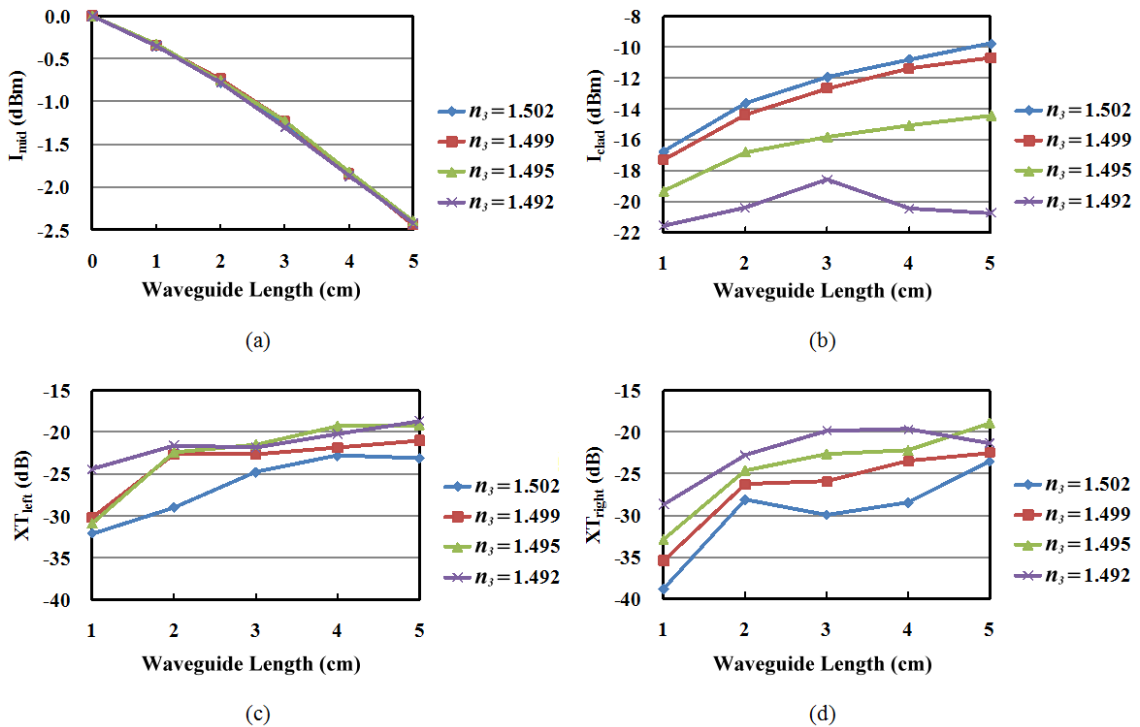 0.0
-0.5
-1.0
-1.5
-2.0
-2.5
I_mid (dBm)
0 1 2 3 4 5
Waveguide Length (cm)
n₃ = 1.502
n₃ = 1.499
n₃ = 1.495
n₃ = 1.492
(a)
-8
-10
-12
-14
-16
-18
-20
-22
I_clad (dBm)
1 2 3 4 5
Waveguide Length (cm)
n₃ = 1.502
n₃ = 1.499
n₃ = 1.495
n₃ = 1.492
(b)
-15
-20
-25
-30
-35
-40
XT_left (dB)
1 2 3 4 5
Waveguide Length (cm)
n₃ = 1.502
n₃ = 1.499
n₃ = 1.495
n₃ = 1.492
(c)
-15
-20
-25
-30
-35
-40
XT_right (dB)
1 2 3 4 5
Waveguide Length (cm)
n₃ = 1.502
n₃ = 1.499
n₃ = 1.495
n₃ = 1.492
(d)